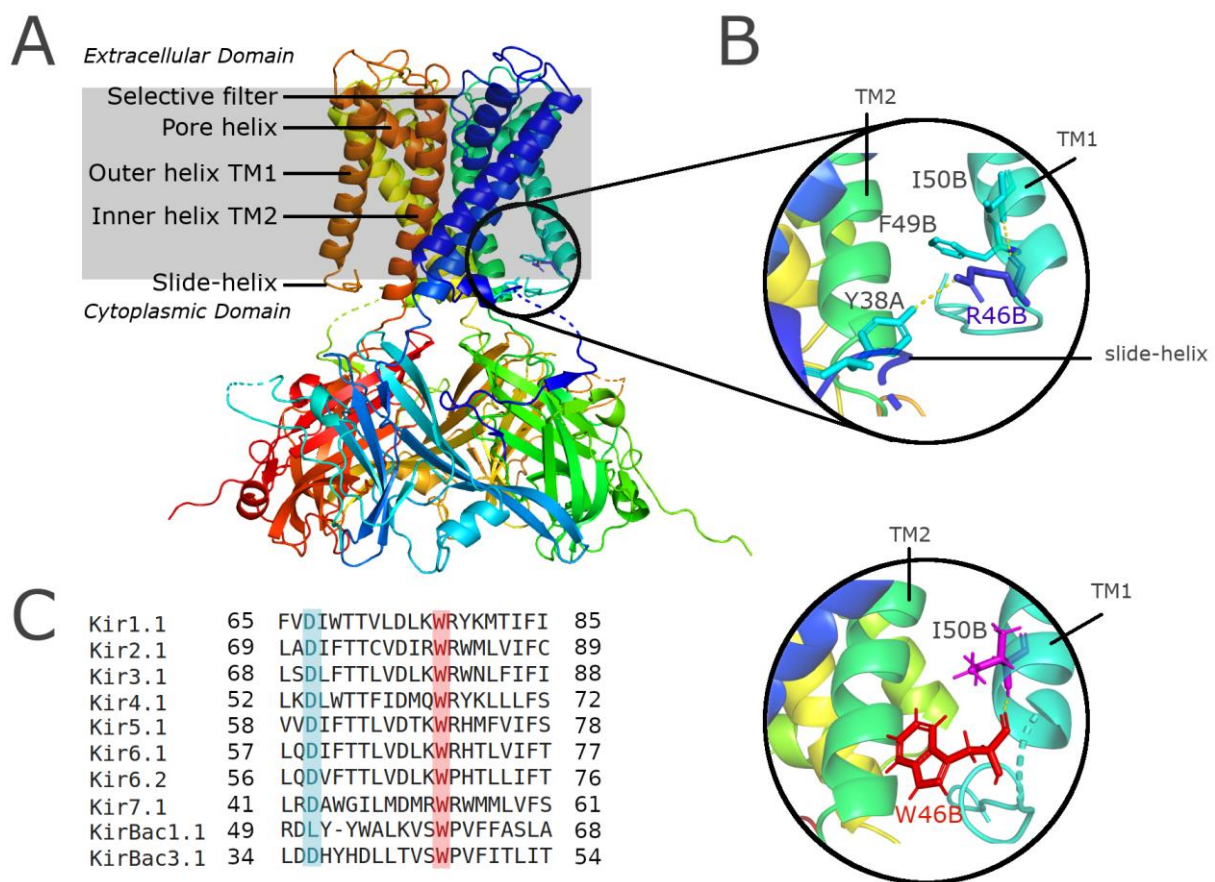 A
Extracellular Domain
Selective filter
Pore helix
Outer helix TM1
Inner helix TM2
Slide-helix
Cytoplasmic Domain
B
TM2
TM1
I50B
F49B
Y38A
R46B
slide-helix
TM2
TM1
I50B
W46B
C
Kir1.1 65 FVDIWTTVLDLKWRYKMTIFI 85
Kir2.1 69 LADIFTTCVDIRWRWMLVIFC 89
Kir3.1 68 LSDLFTTLVDLKWRWNLFIFI 88
Kir4.1 52 LKDLWTTFIDMQWRYKLLLFS 72
Kir5.1 58 VVDIFTTLVDTKWRHMFVIFS 78
Kir6.1 57 LQDIFTTLVDLKWRHTLVIFT 77
Kir6.2 56 LQDVFTTLVDLKWPHTLLIFT 76
Kir7.1 41 LRDAWGILMDMRWRWMMLVFS 61
KirBac1.1 49 RDLY-YWALKVSWPVFFASLA 68
KirBac3.1 34 LDDHYHDLLTVSWPVFITLIT 54